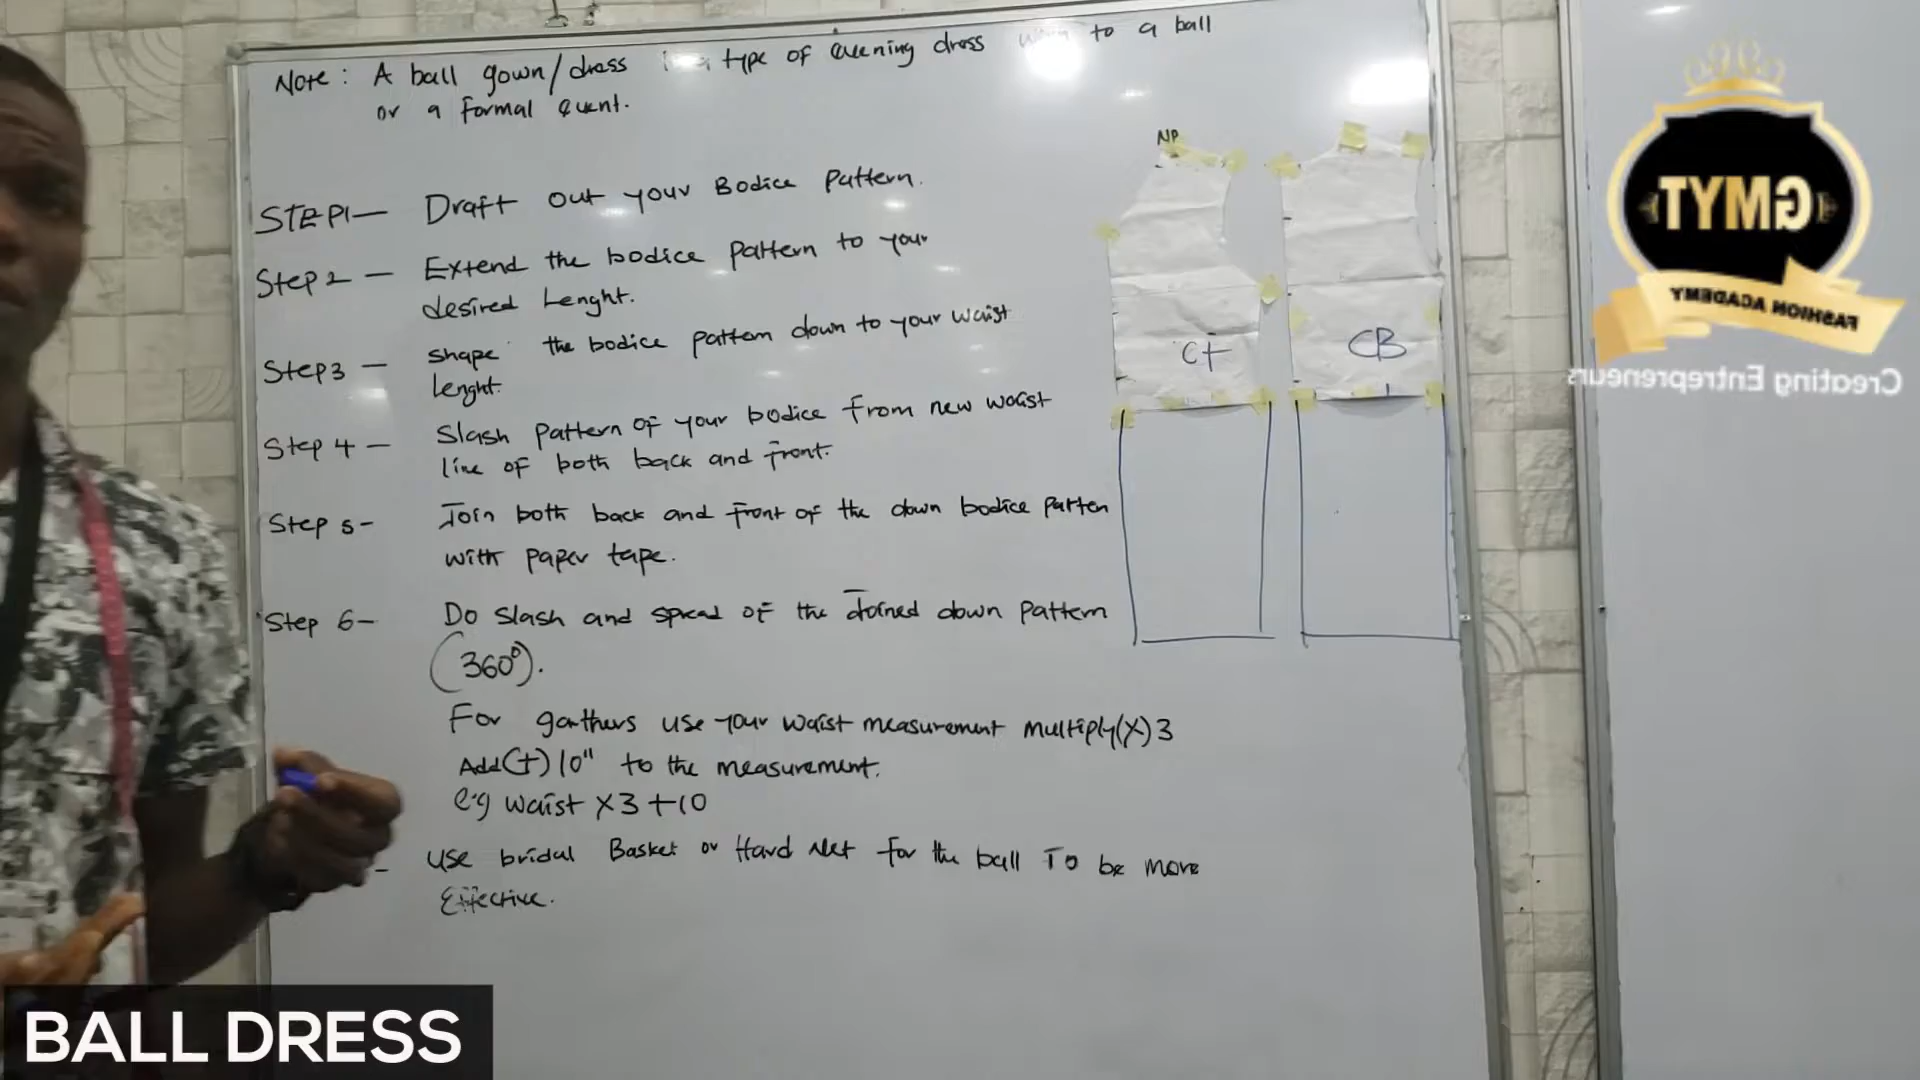 Note: A ball gown/dress is a type of evening dress worn to a ball
or a formal event.
STEP1— Draft out your Bodice Pattern.
Step 2 — Extend the bodice pattern to your
desired Lenght.
Step3 — shape the bodice pattern down to your waist
Lenght.
Step 4 — Slash pattern of your bodice from new waist
line of both back and front.
Step 5- Join both back and front of the down bodice patten
with paper tape.
Step 6- Do slash and spread of the Joined down pattern
(360°).
For garthers use your waist measurement multiply(x)3
Add(+)10" to the measurement.
e.g waist x3+10
- Use bridal Basket or Hard Net for the ball To be more
Effective.
NP
CF
CB
GMYT
FASHION ACADEMY
Creating Entrepreneurs
BALL DRESS